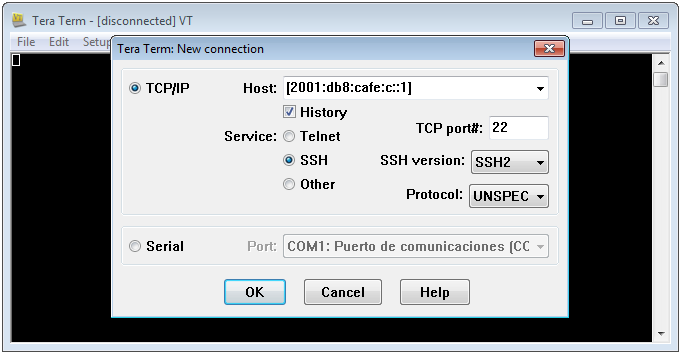 Tera Term - [disconnected] VT
File Edit Setup
Tera Term: New connection
TCP/IP Host: [2001:db8:cafe:c::1]
History
Service: Telnet TCP port#: 22
SSH SSH version: SSH2
Other Protocol: UNSPEC
Serial Port: COM1: Puerto de comunicaciones (CO
OK Cancel Help